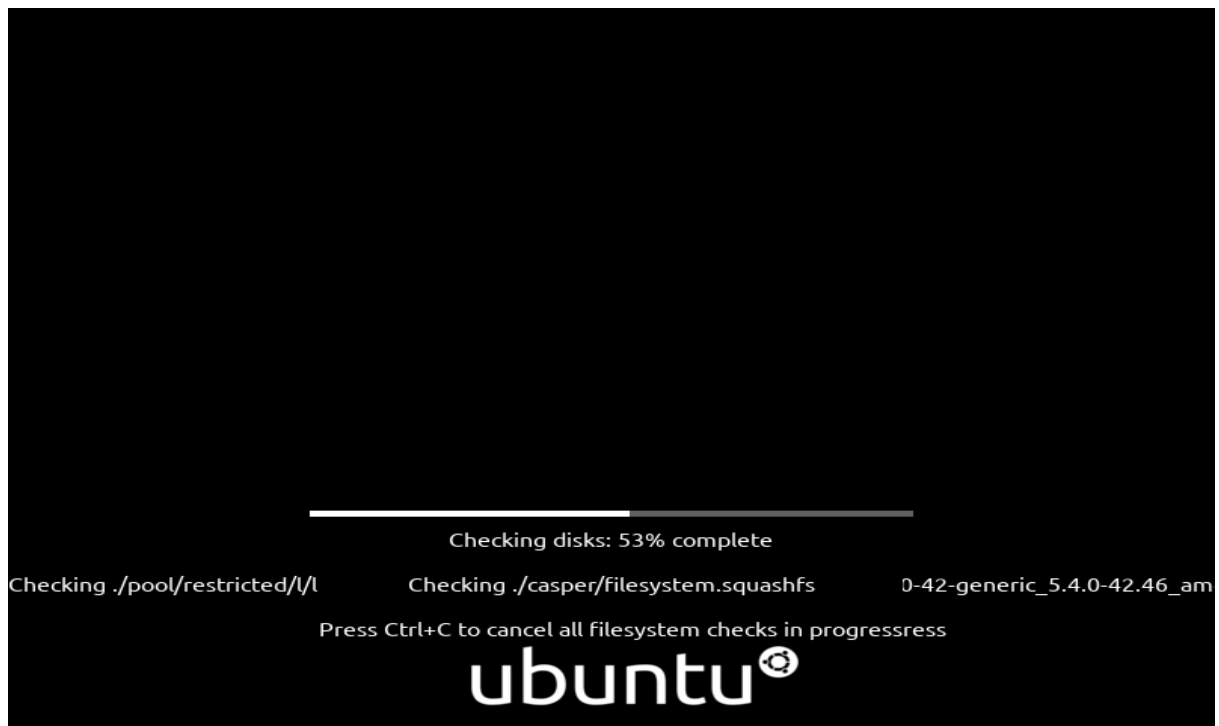 Checking disks: 53% complete
Checking ./pool/restricted/l/l Checking ./casper/filesystem.squashfs 0-42-generic_5.4.0-42.46_am
Press Ctrl+C to cancel all filesystem checks in progressress
ubuntu